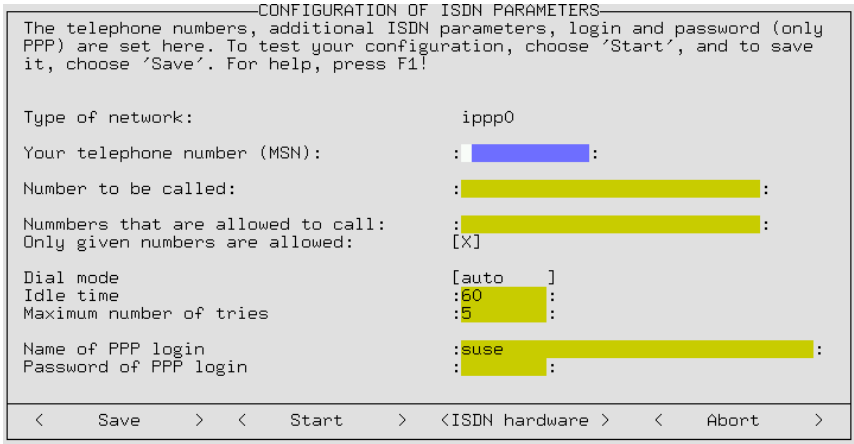 CONFIGURATION OF ISDN PARAMETERS
The telephone numbers, additional ISDN parameters, login and password (only
PPP) are set here. To test your configuration, choose ´Start´, and to save
it, choose ´Save´. For help, press F1!
Type of network: ippp0
Your telephone number (MSN): : :
Number to be called: : :
Nummbers that are allowed to call: : :
Only given numbers are allowed: [X]
Dial mode [auto ]
Idle time :60 :
Maximum number of tries :5 :
Name of PPP login :suse :
Password of PPP login : :
< Save > < Start > <ISDN hardware > < Abort >